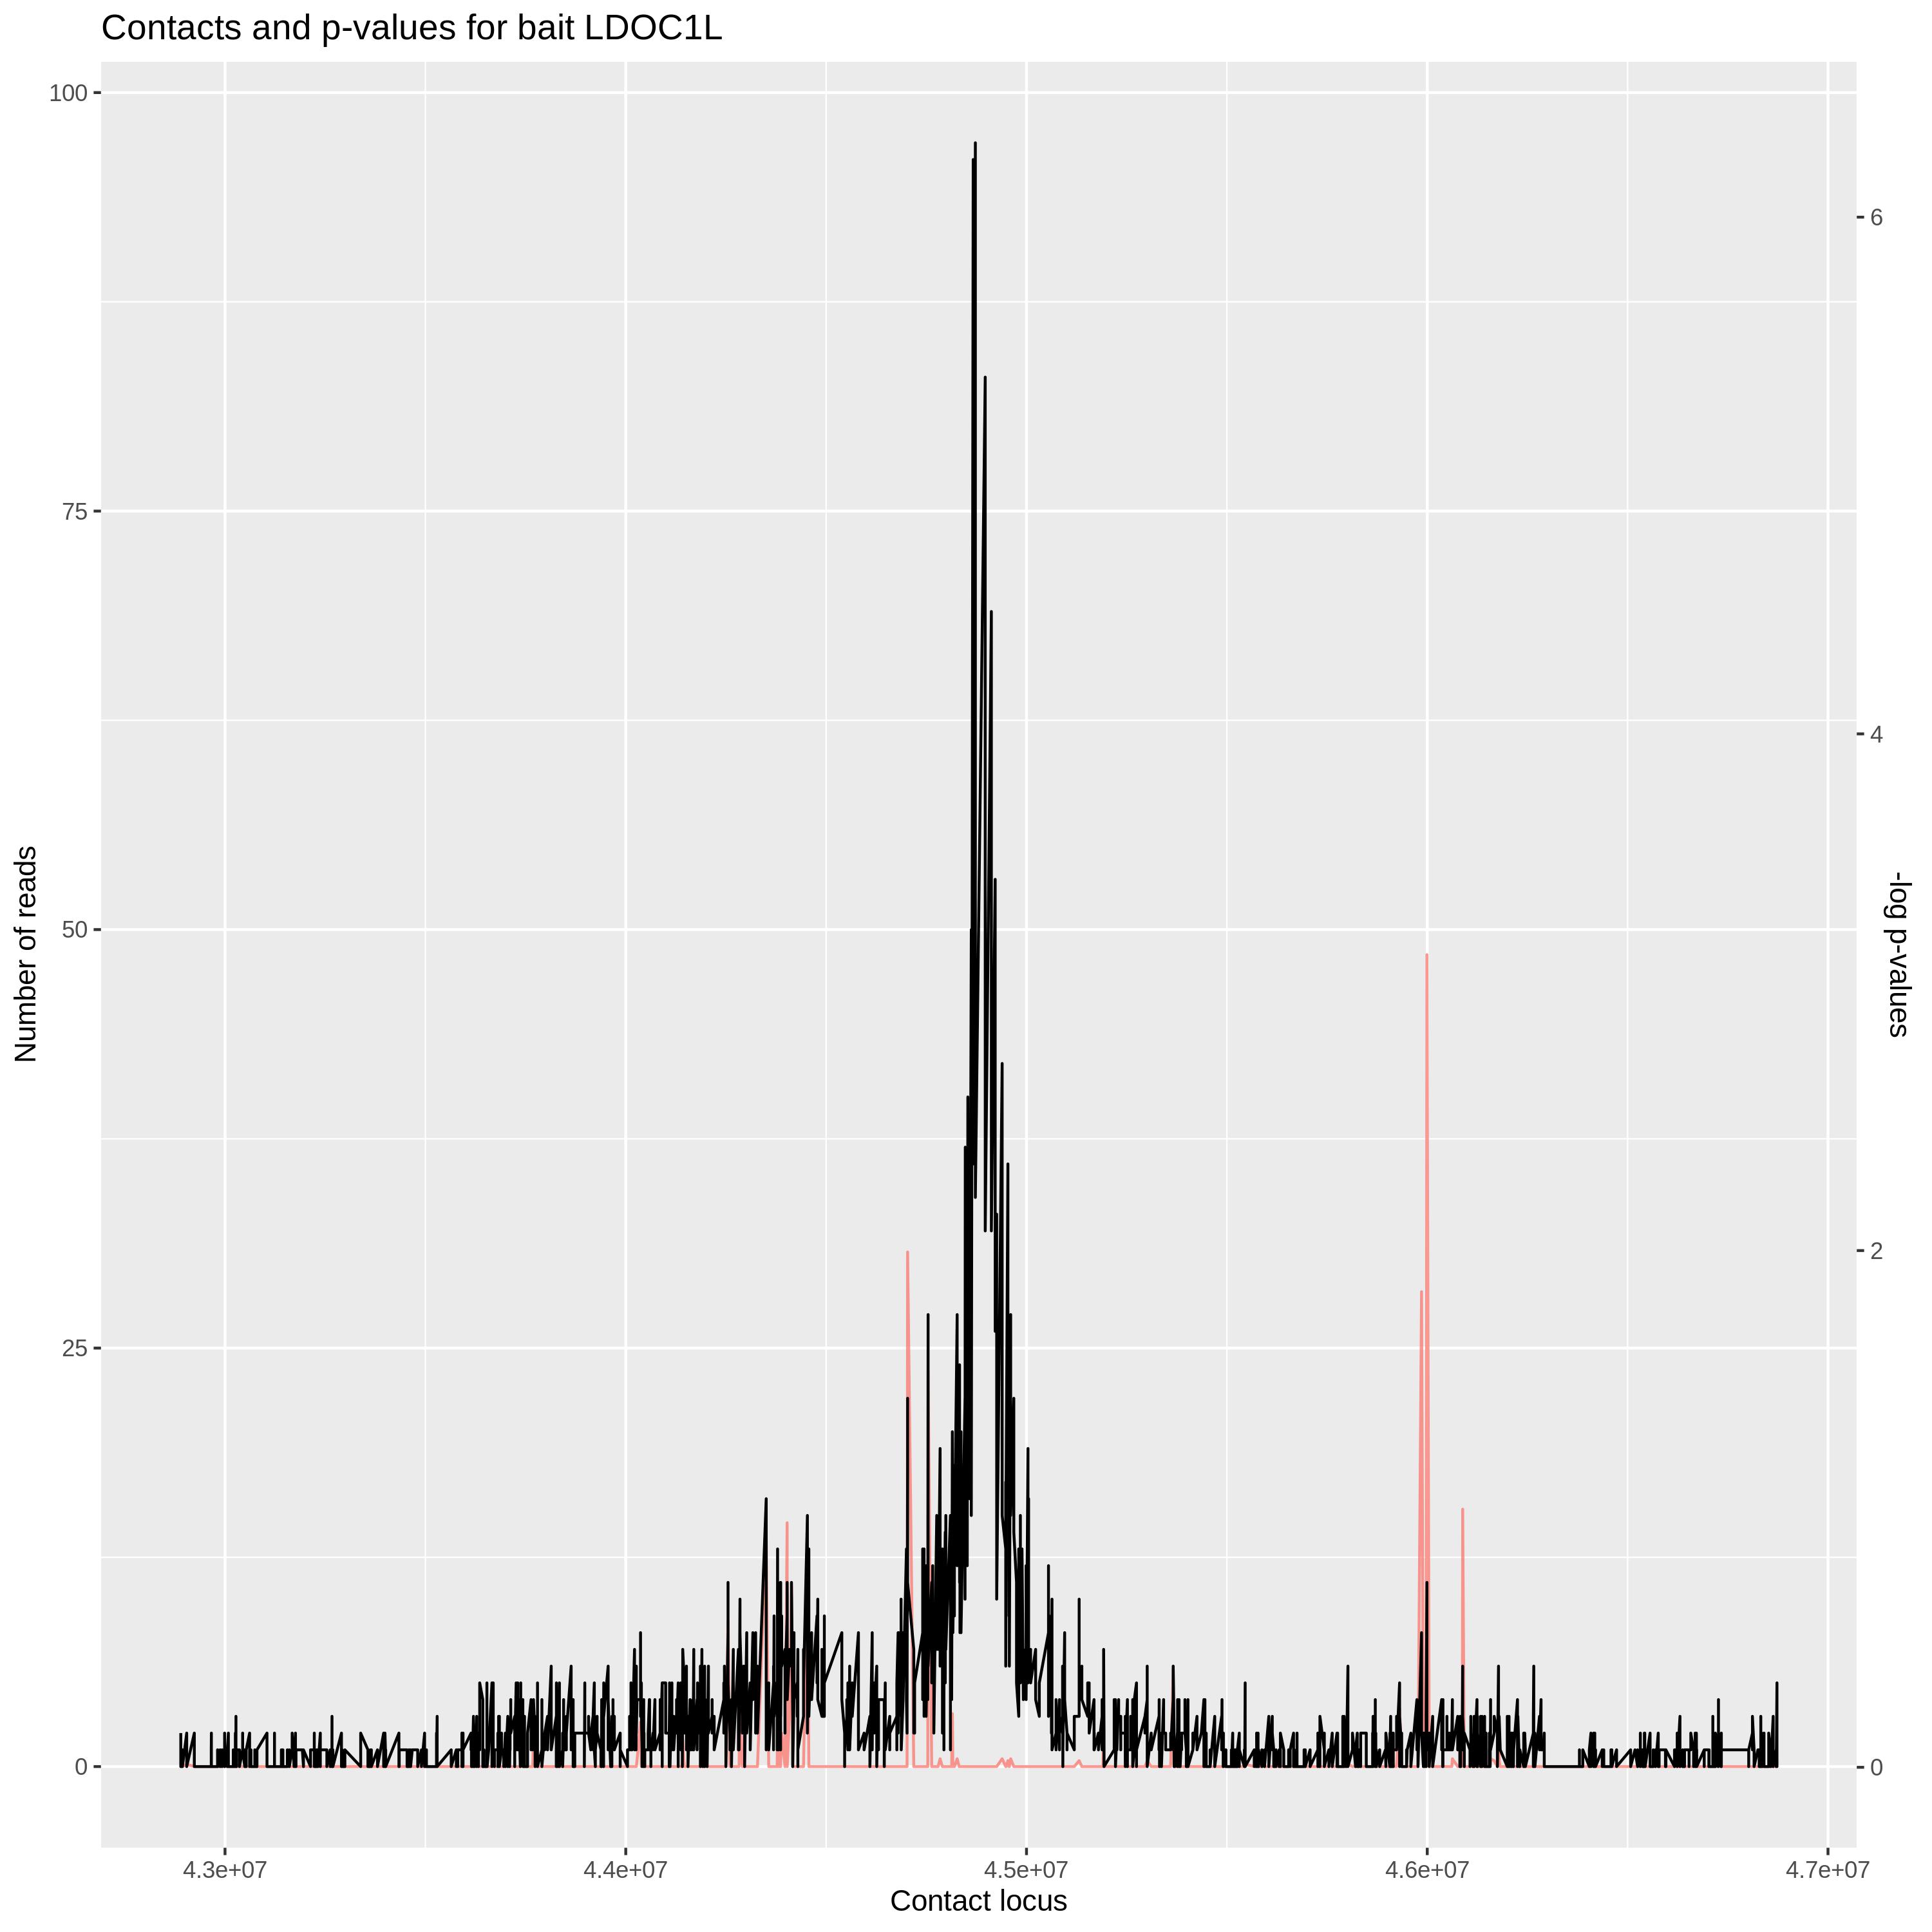 Contacts and p-values for bait LDOC1L
100
75
50
25
0
Number of reads
6
4
2
0
-log p-values
4.3e+07
4.4e+07
4.5e+07
4.6e+07
4.7e+07
Contact locus